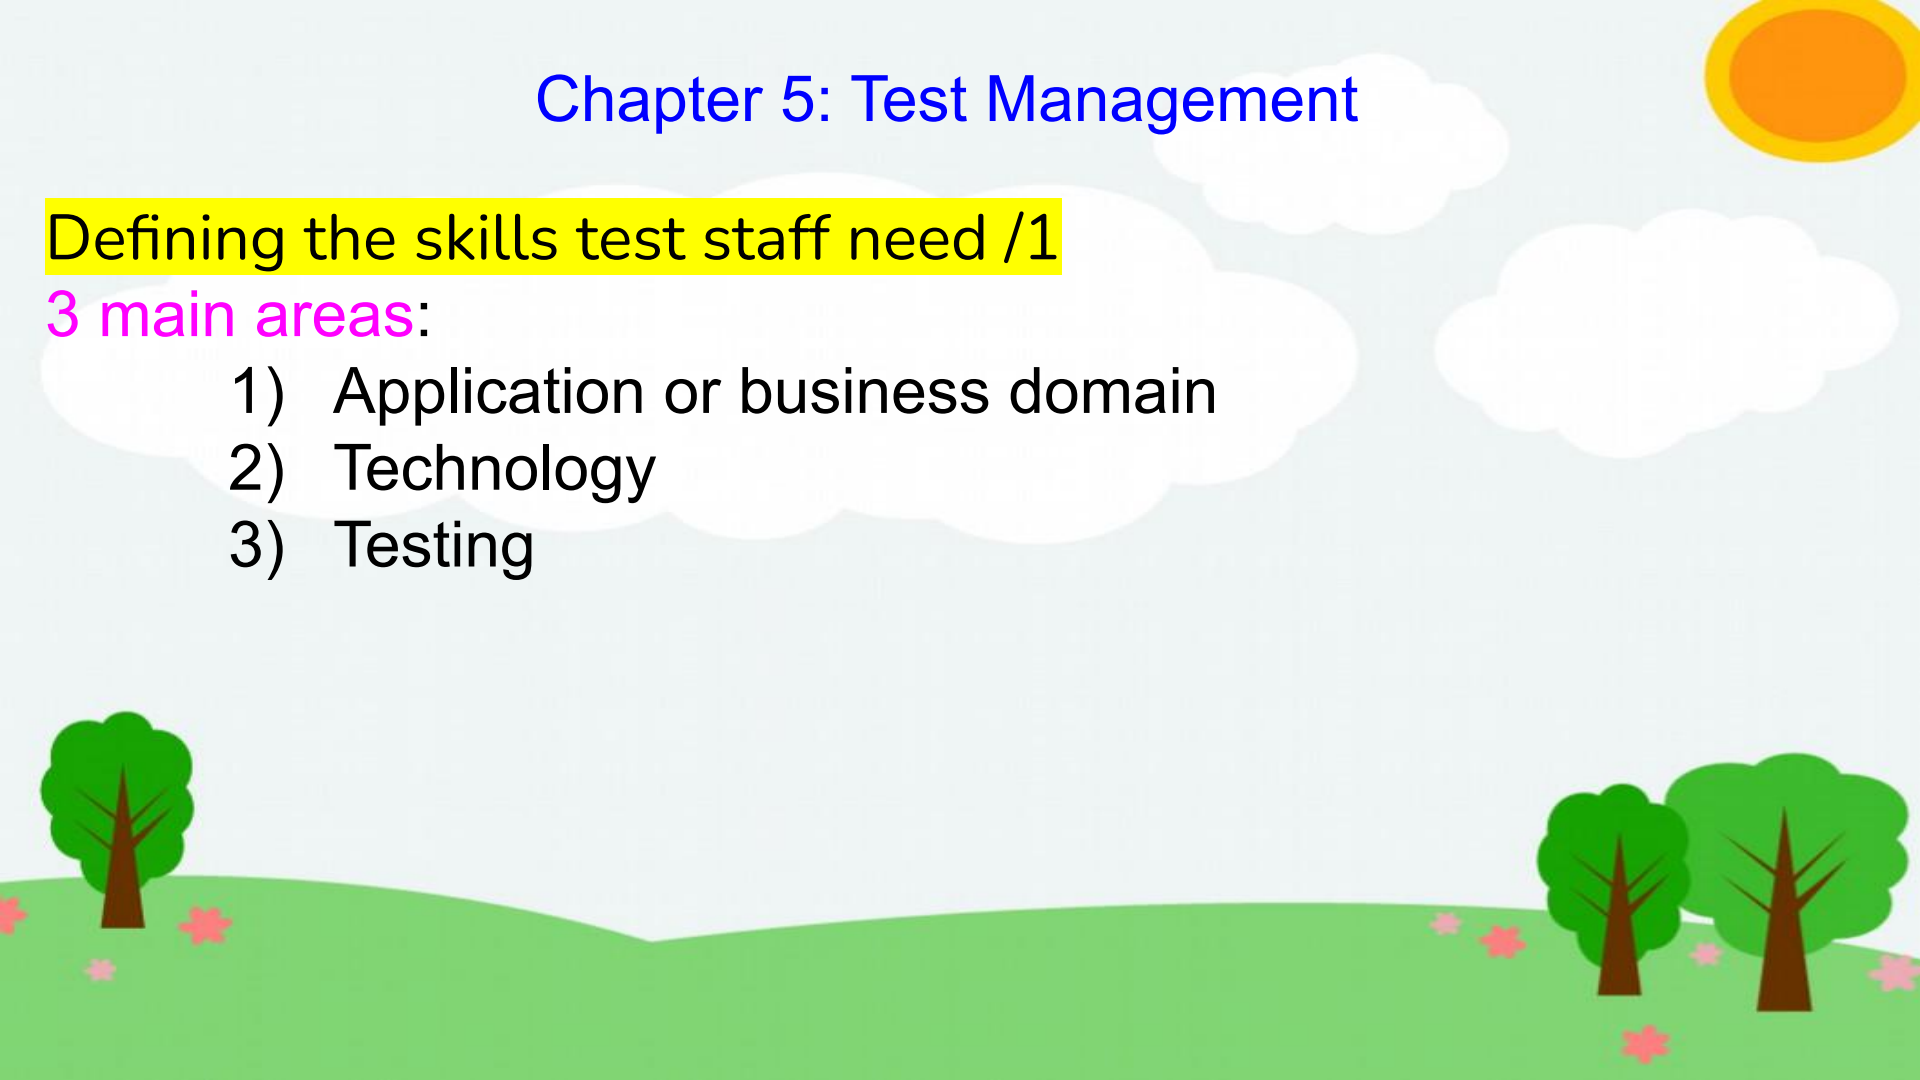 Chapter 5: Test Management
Defining the skills test staff need /1
3 main areas:
1) Application or business domain
2) Technology
3) Testing